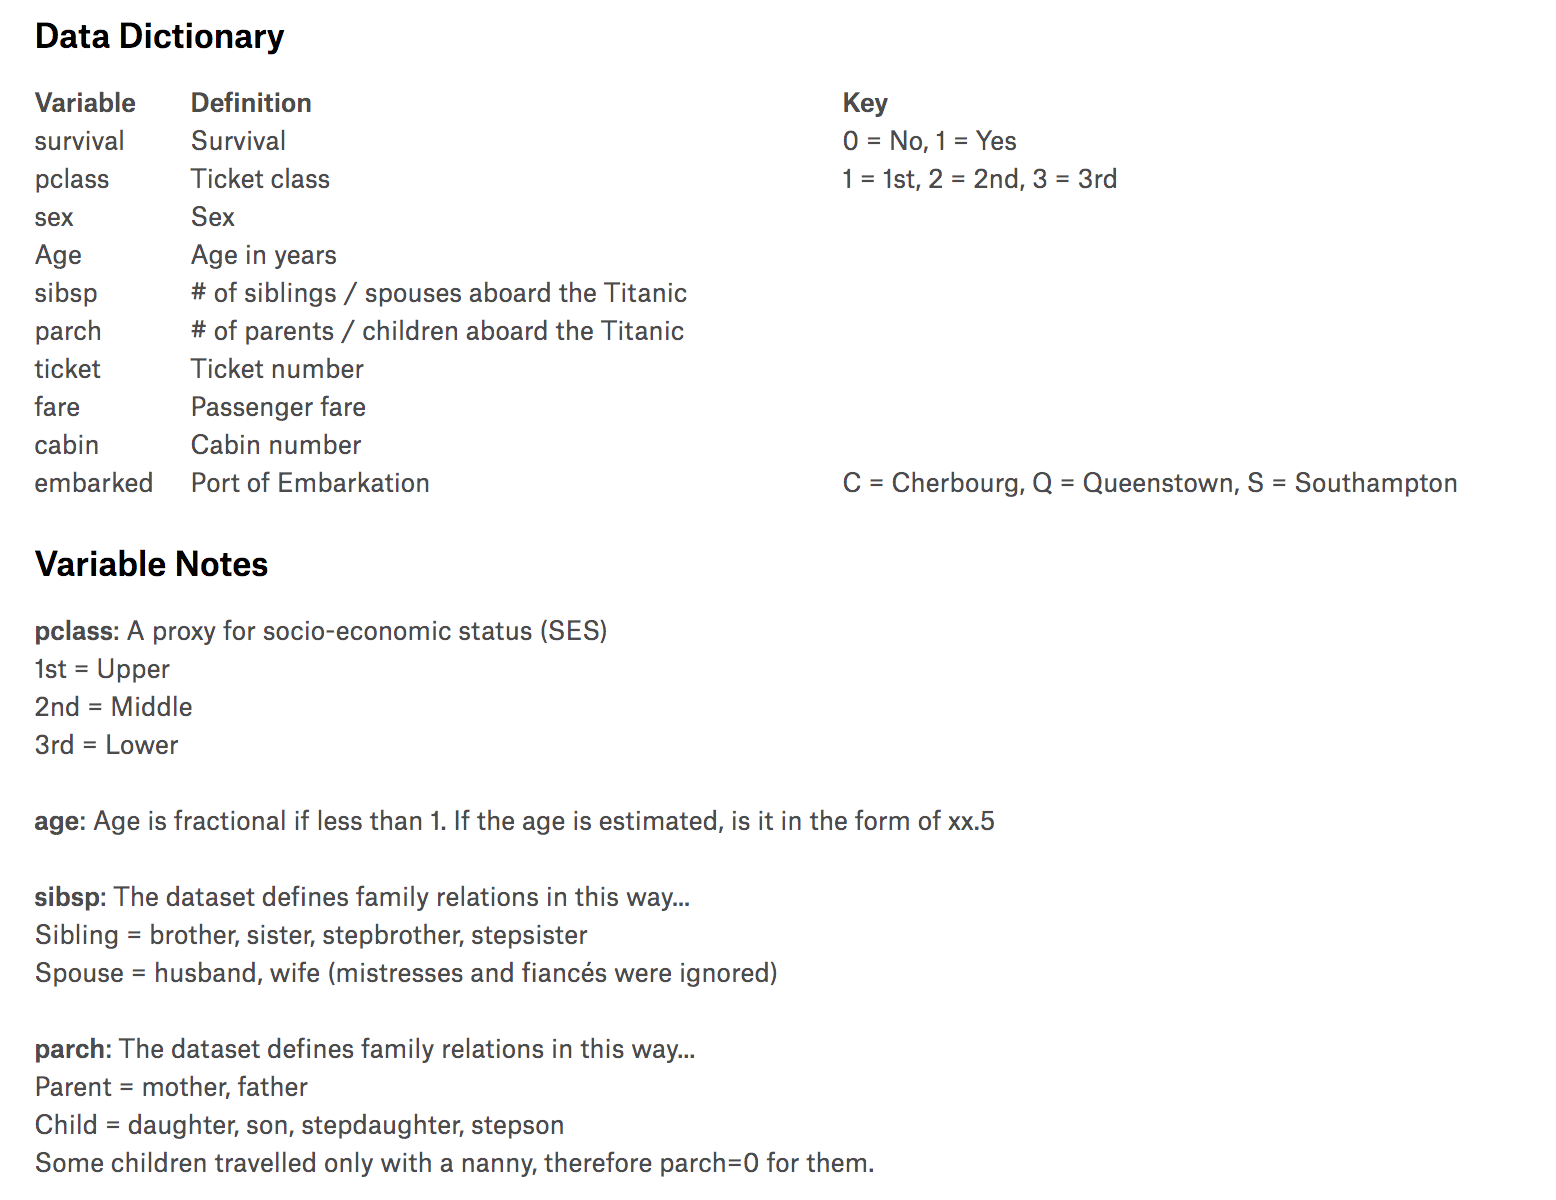 Data Dictionary
Variable Definition Key
survival Survival 0 = No, 1 = Yes
pclass Ticket class 1 = 1st, 2 = 2nd, 3 = 3rd
sex Sex
Age Age in years
sibsp # of siblings / spouses aboard the Titanic
parch # of parents / children aboard the Titanic
ticket Ticket number
fare Passenger fare
cabin Cabin number
embarked Port of Embarkation C = Cherbourg, Q = Queenstown, S = Southampton
Variable Notes
pclass: A proxy for socio-economic status (SES)
1st = Upper
2nd = Middle
3rd = Lower
age: Age is fractional if less than 1. If the age is estimated, is it in the form of xx.5
sibsp: The dataset defines family relations in this way...
Sibling = brother, sister, stepbrother, stepsister
Spouse = husband, wife (mistresses and fiancés were ignored)
parch: The dataset defines family relations in this way...
Parent = mother, father
Child = daughter, son, stepdaughter, stepson
Some children travelled only with a nanny, therefore parch=0 for them.